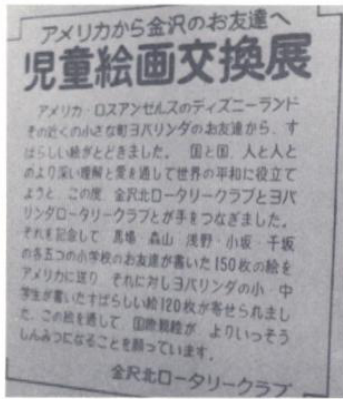 アメリカから金沢のお友達へ
児童絵画交換展
アメリカ・ロスアンゼルスのディズニーランド
その近くの小さな町ヨバリンダのお友達から、す
ばらしい絵がとどきました。 国と国、人と人と
のより深い理解と愛を通して世界の平和に役立て
ようと、この度、金沢北ロータリークラブとヨバ
リンダロータリークラブとが手をつなぎました。
それを記念して 馬場・森山・浅野・小坂・千坂
の各五つの小学校のお友達が書いた150枚の絵を
アメリカに送り それに対しヨバリンダの小、中
学生が書いたすばらしい絵120枚が寄せられまし
た。この絵を通して、国際親睦が よりいっそう
しんみつになることを願っています。
金沢北ロータリークラブ